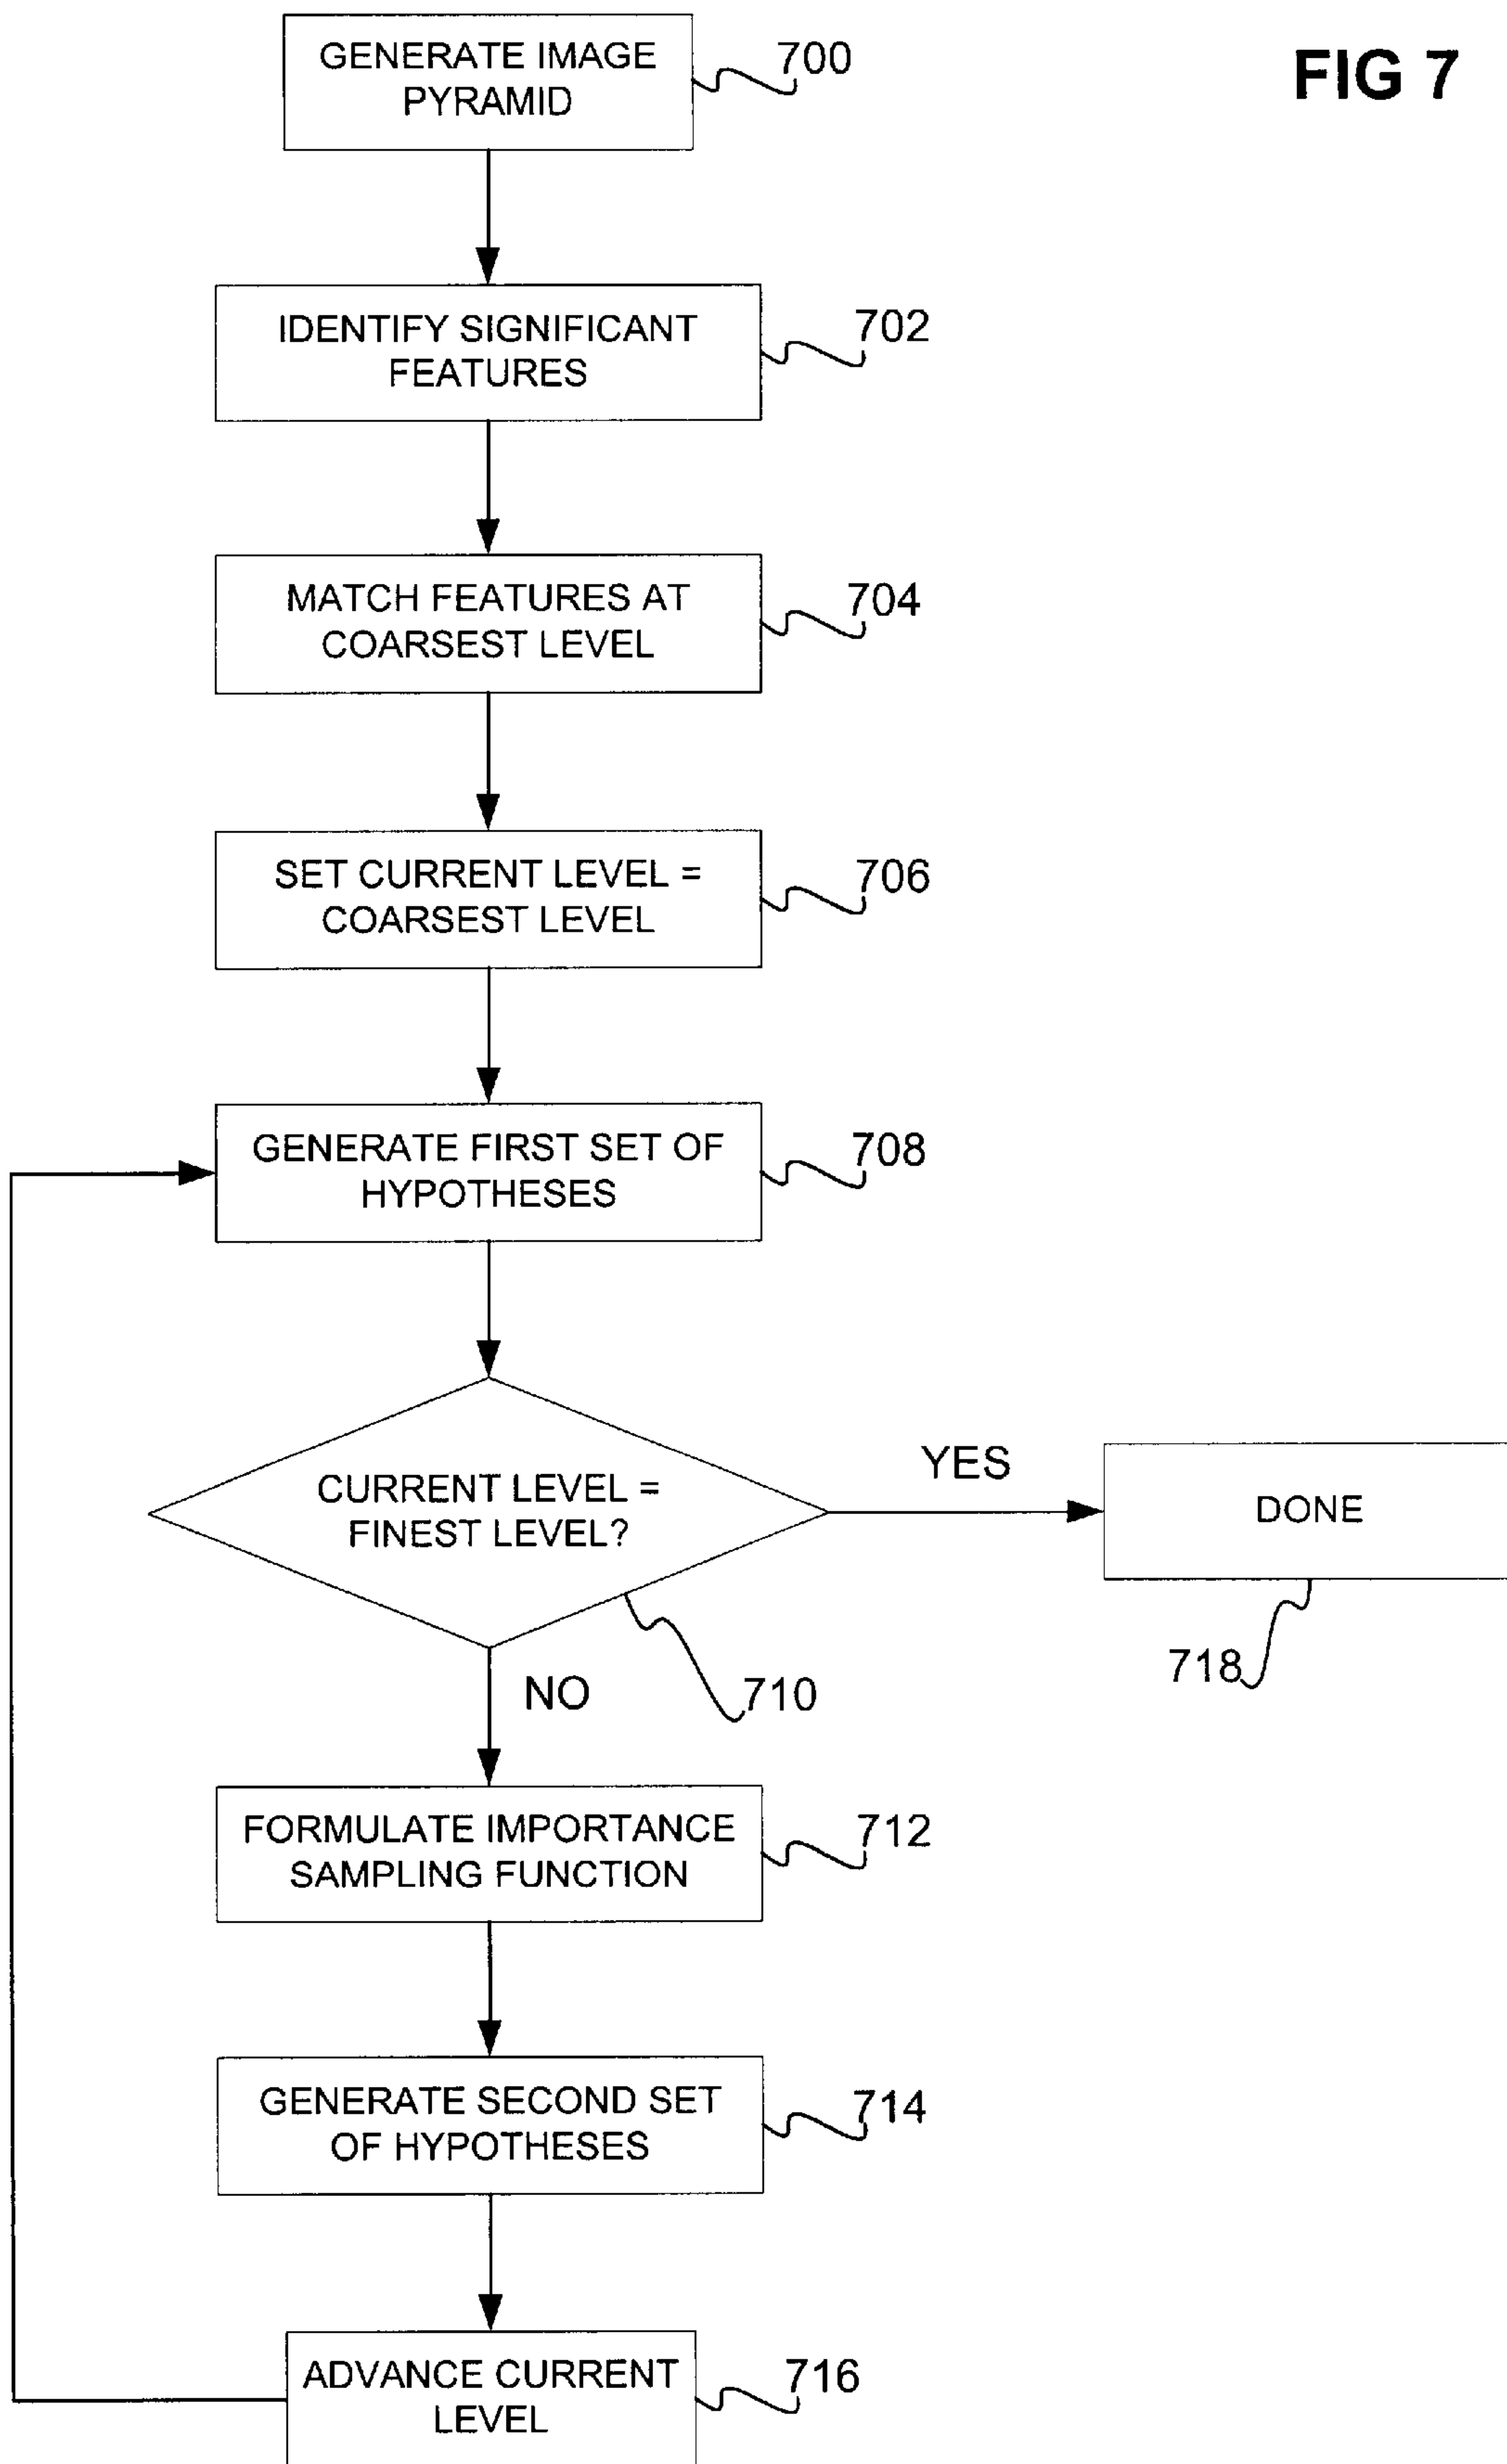 FIG 7
GENERATE IMAGE
PYRAMID
700
IDENTIFY SIGNIFICANT
FEATURES
702
MATCH FEATURES AT
COARSEST LEVEL
704
SET CURRENT LEVEL =
COARSEST LEVEL
706
GENERATE FIRST SET OF
HYPOTHESES
708
CURRENT LEVEL =
FINEST LEVEL?
710
YES
DONE
718
NO
FORMULATE IMPORTANCE
SAMPLING FUNCTION
712
GENERATE SECOND SET
OF HYPOTHESES
714
ADVANCE CURRENT
LEVEL
716